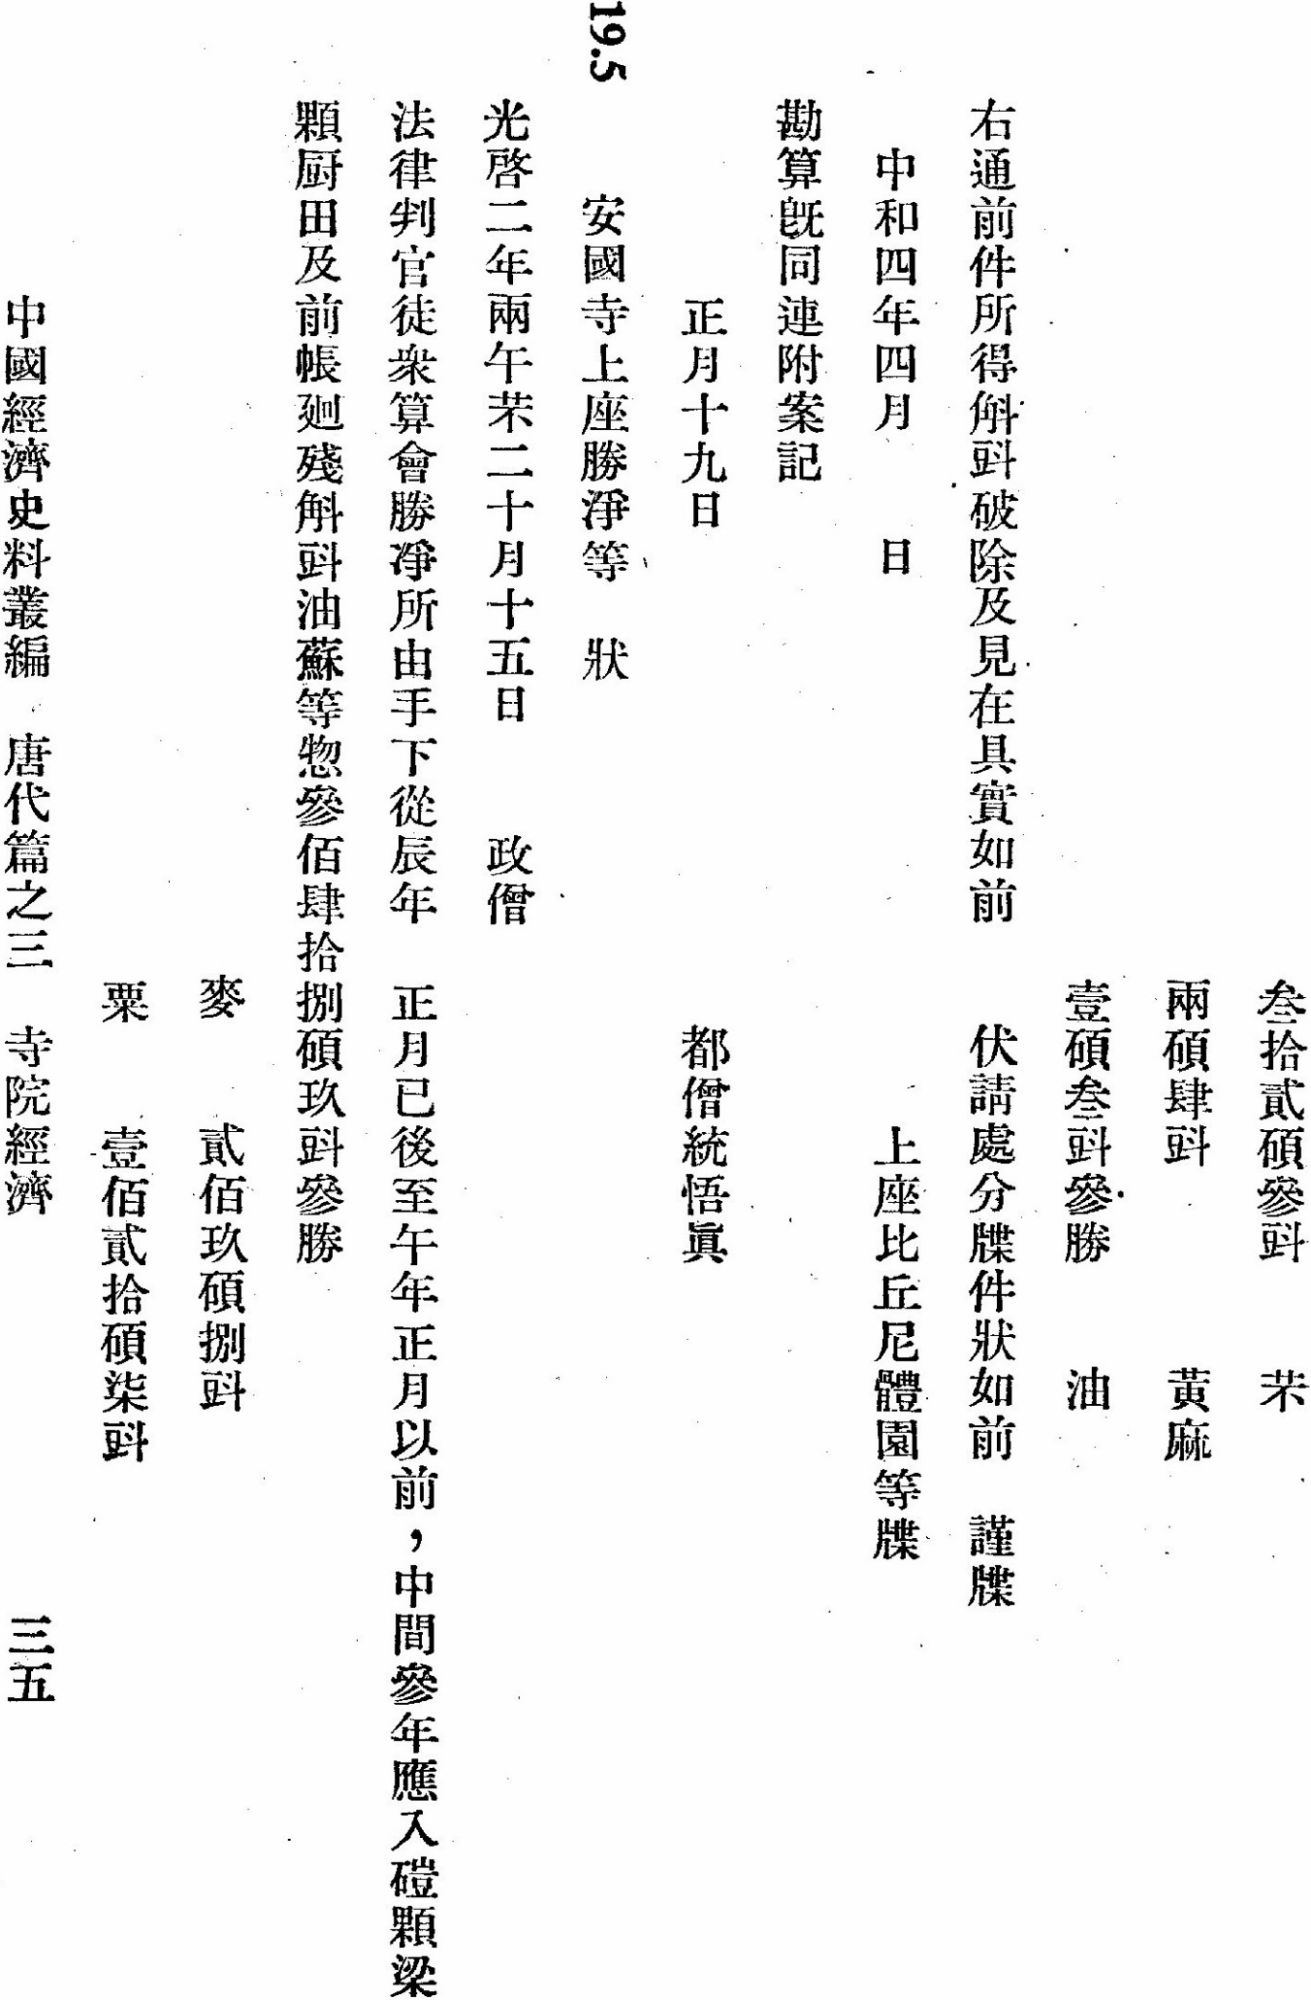 叁拾貳碩參㪷　　苶
兩碩肆㪷　　　　黃麻
壹碩叁㪷參勝　　油
右通前件所得斛㪷破除及見在具實如前　　伏請處分牒件狀如前　謹牒
中和四年四月　　日　　　　　　上座比丘尼體園等牒
勘算旣同連附案記
正月十九日　　　　　　都僧統悟眞
19.5　安國寺上座勝淨等　狀
光啓二年兩午苶二十月十五日　　政僧
法律判官徒衆算會勝凈所由手下從辰年　正月已後至午年正月以前，中間參年應入磑顆梁
顆厨田及前帳廻殘斛㪷油蘇等惣參佰肆拾捌碩玖㪷參勝
麥　　貳佰玖碩捌㪷
粟　　壹佰貳拾碩柒㪷
中國經濟史料叢編　唐代篇之三　寺院經濟　　三五